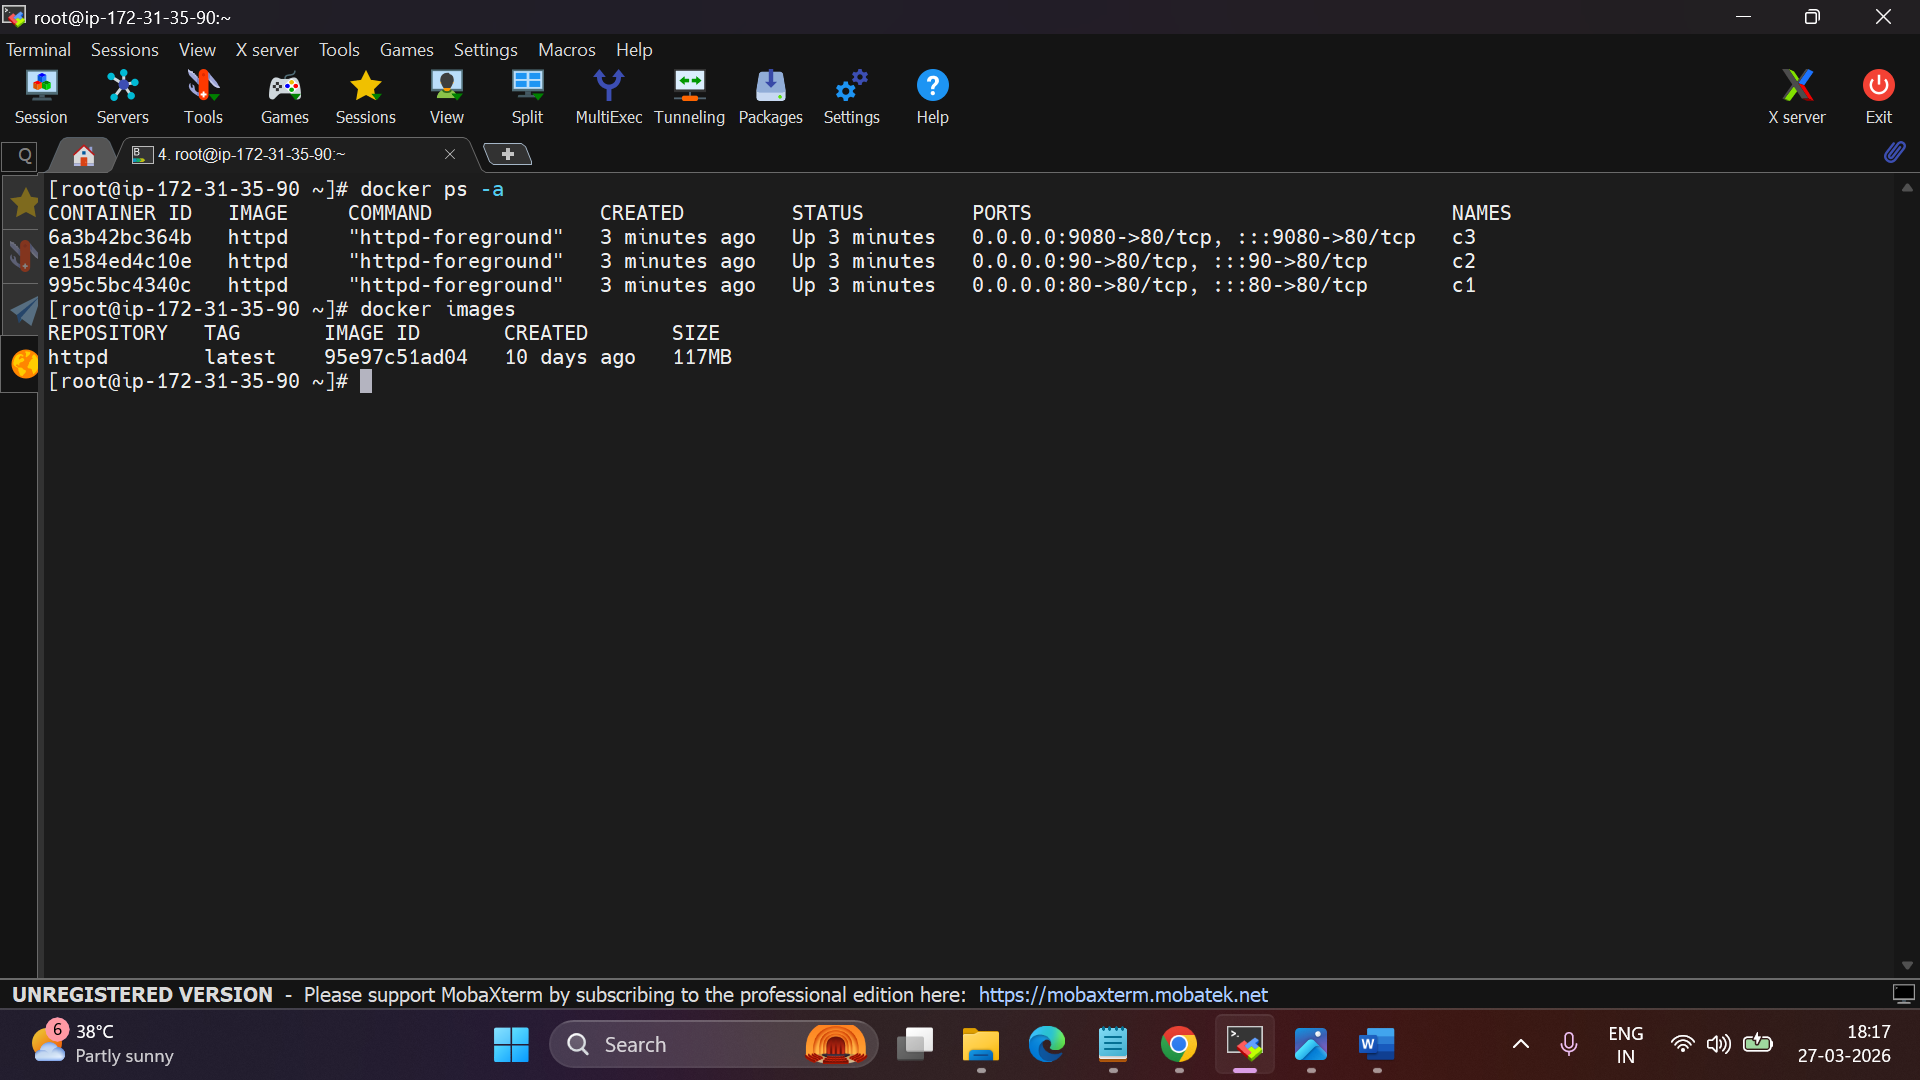 root@ip-172-31-35-90:~
Terminal Sessions View X server Tools Games Settings Macros Help
Session Servers Tools Games Sessions View Split MultiExec Tunneling Packages Settings Help X server Exit
4. root@ip-172-31-35-90:~
[root@ip-172-31-35-90 ~]# docker ps -a
CONTAINER ID   IMAGE     COMMAND              CREATED         STATUS         PORTS                                   NAMES
6a3b42bc364b   httpd     "httpd-foreground"   3 minutes ago   Up 3 minutes   0.0.0.0:9080->80/tcp, :::9080->80/tcp   c3
e1584ed4c10e   httpd     "httpd-foreground"   3 minutes ago   Up 3 minutes   0.0.0.0:90->80/tcp, :::90->80/tcp       c2
995c5bc4340c   httpd     "httpd-foreground"   3 minutes ago   Up 3 minutes   0.0.0.0:80->80/tcp, :::80->80/tcp       c1
[root@ip-172-31-35-90 ~]# docker images
REPOSITORY   TAG       IMAGE ID       CREATED       SIZE
httpd        latest    95e97c51ad04   10 days ago   117MB
[root@ip-172-31-35-90 ~]#
UNREGISTERED VERSION - Please support MobaXterm by subscribing to the professional edition here: https://mobaxterm.mobatek.net
6 38°C
Partly sunny
Search
ENG
IN
18:17
27-03-2026